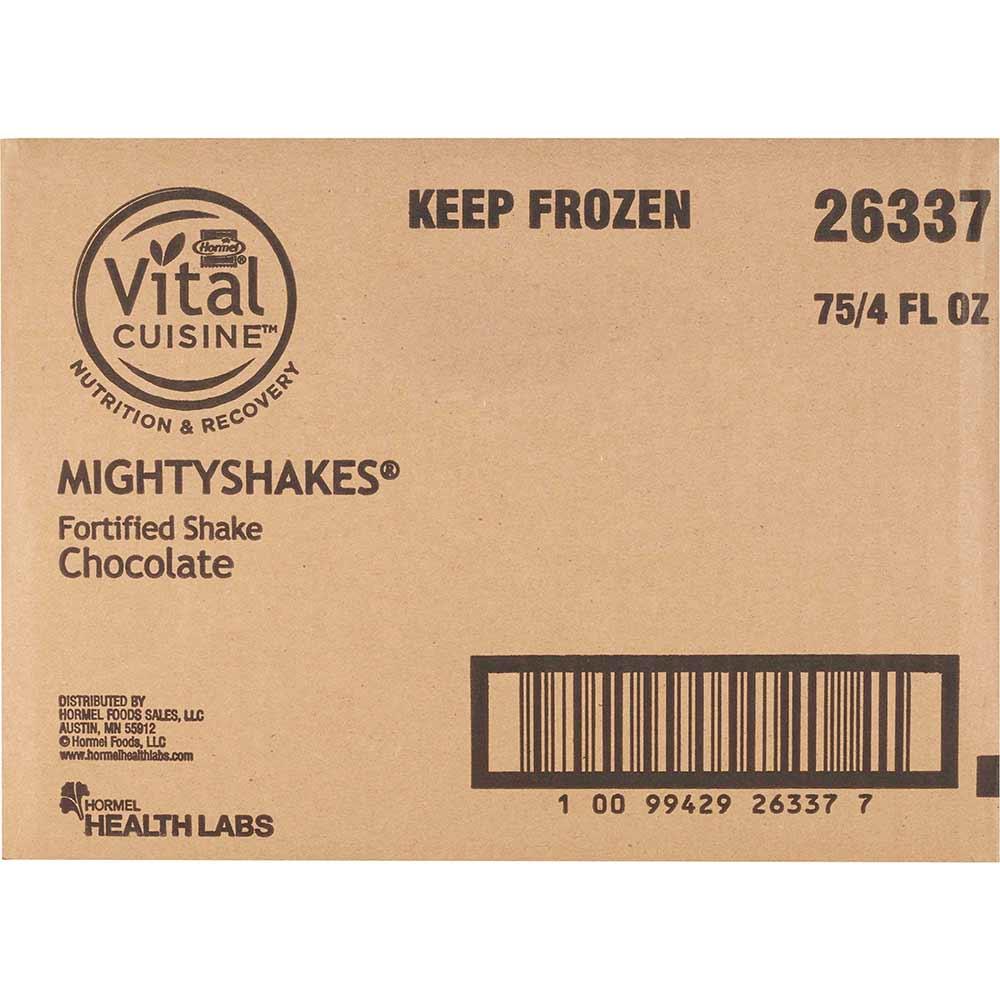 KEEP FROZEN
26337
75/4 FL OZ
Hormel®
Vital
CUISINE™
NUTRITION & RECOVERY
MIGHTYSHAKES®
Fortified Shake
Chocolate
DISTRIBUTED BY
HORMEL FOODS SALES, LLC
AUSTIN, MN 55912
© Hormel Foods, LLC
www.hormelhealthlabs.com
HORMEL
HEALTH LABS
1 00 99429 26337 7